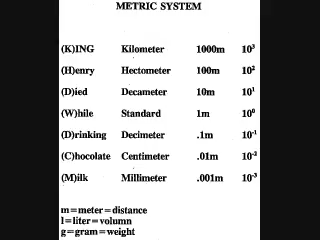 METRIC SYSTEM
(K)ING Kilometer 1000m 10³
(H)enry Hectometer 100m 10²
(D)ied Decameter 10m 10¹
(W)hile Standard 1m 10⁰
(D)rinking Decimeter .1m 10⁻¹
(C)hocolate Centimeter .01m 10⁻²
(M)ilk Millimeter .001m 10⁻³
m=meter=distance
l=liter=volumn
g=gram=weight